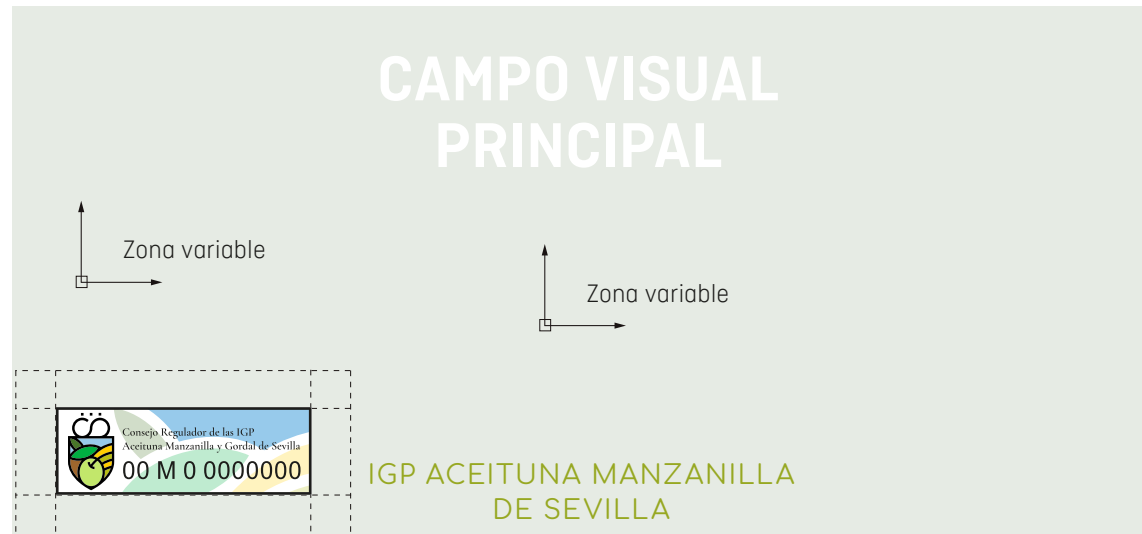 CAMPO VISUAL
PRINCIPAL
Zona variable
Zona variable
Consejo Regulador de las IGP
Aceituna Manzanilla y Gordal de Sevilla
00 M 0 0000000
IGP ACEITUNA MANZANILLA
DE SEVILLA